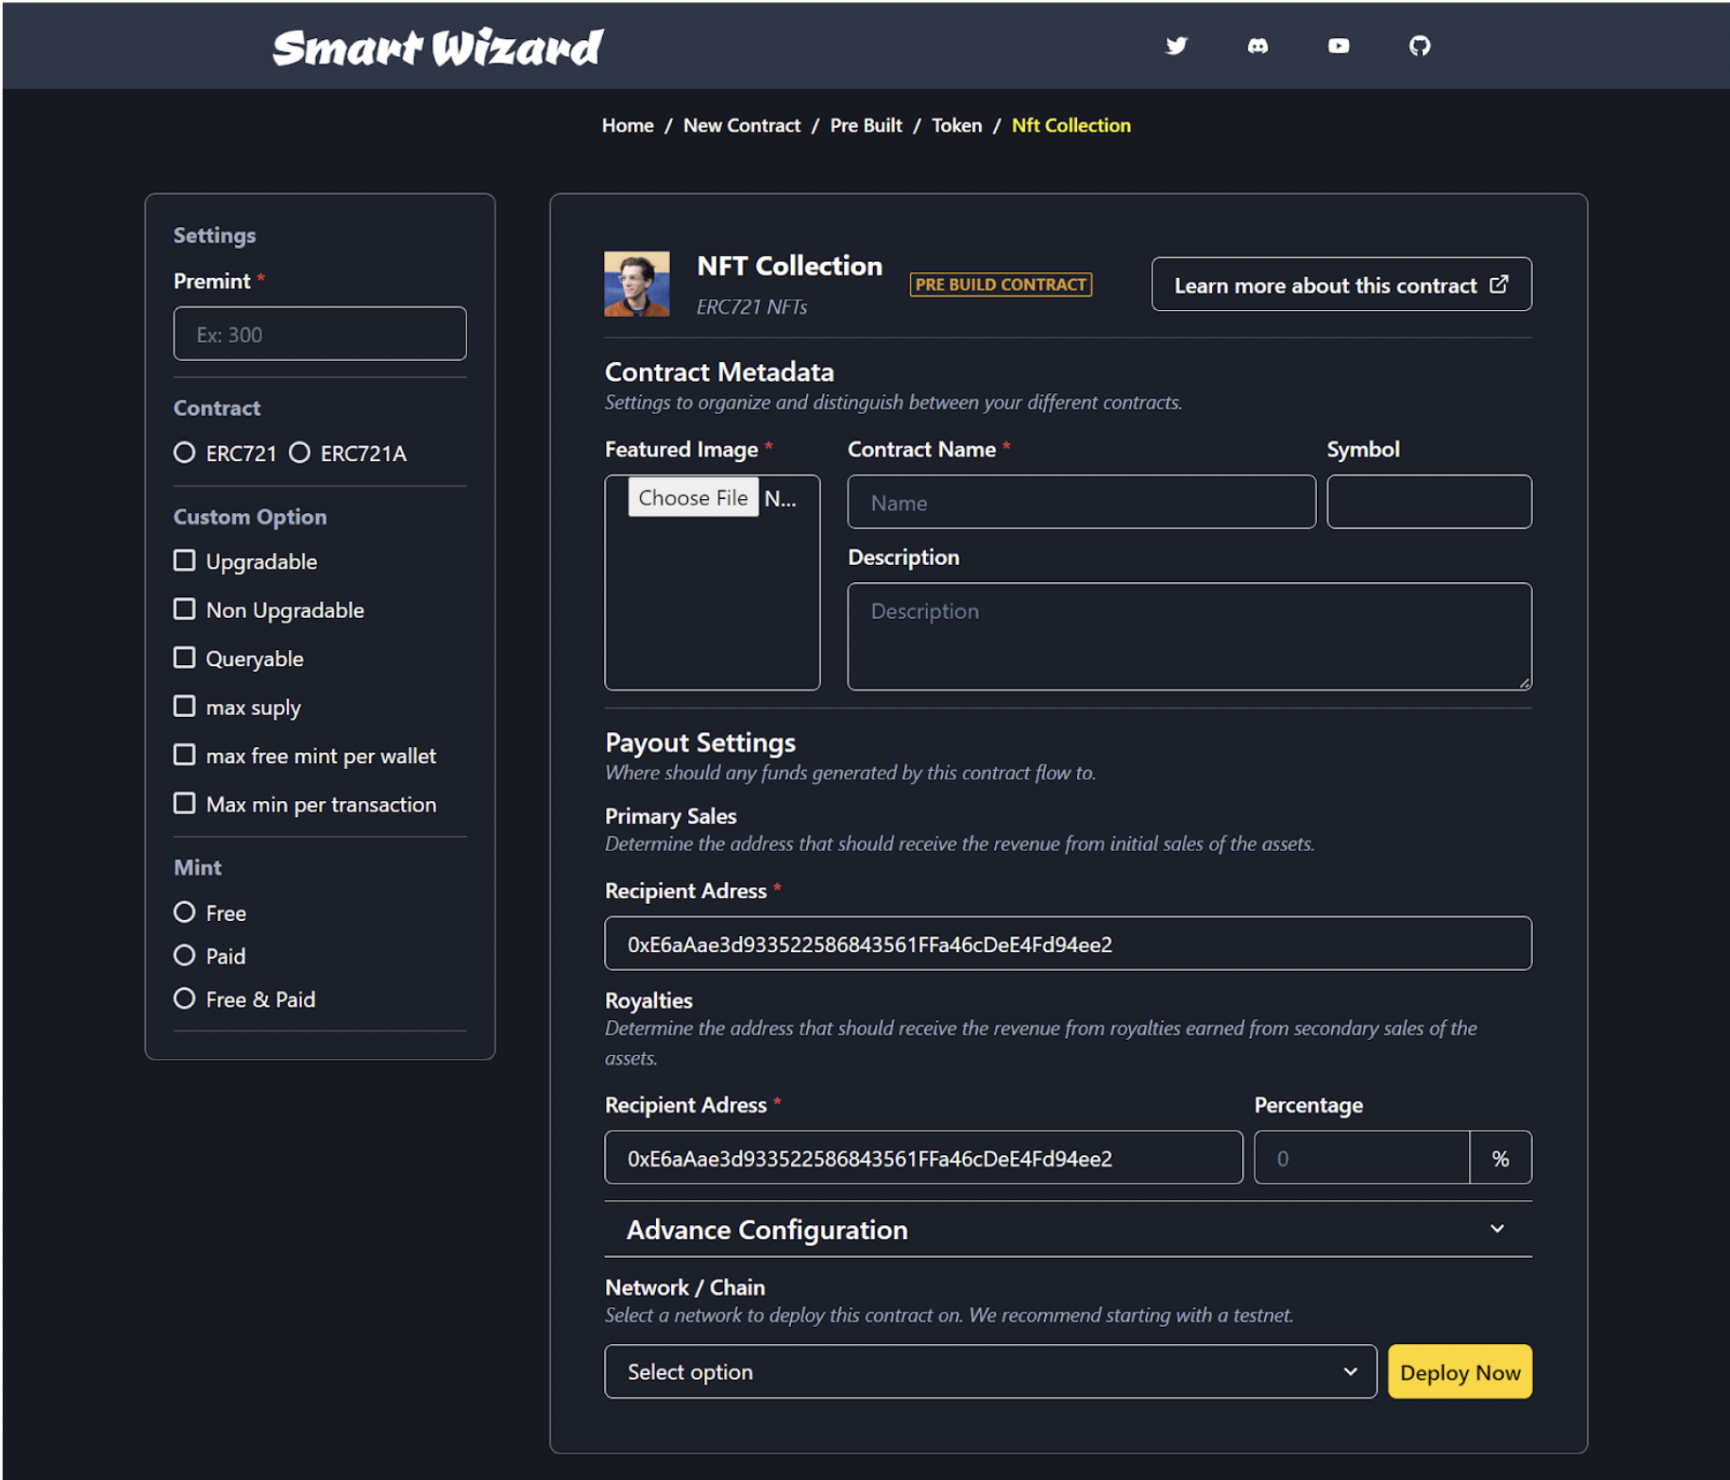 Smart Wizard
Home / New Contract / Pre Built / Token / Nft Collection
Settings
Premint *
Ex: 300
Contract
ERC721 ERC721A
Custom Option
Upgradable
Non Upgradable
Queryable
max suply
max free mint per wallet
Max min per transaction
Mint
Free
Paid
Free & Paid
NFT Collection
ERC721 NFTs
PRE BUILD CONTRACT
Learn more about this contract
Contract Metadata
Settings to organize and distinguish between your different contracts.
Featured Image * Contract Name * Symbol
Choose File N...
Name
Description
Description
Payout Settings
Where should any funds generated by this contract flow to.
Primary Sales
Determine the address that should receive the revenue from initial sales of the assets.
Recipient Adress *
0xE6aAae3d933522586843561FFa46cDeE4Fd94ee2
Royalties
Determine the address that should receive the revenue from royalties earned from secondary sales of the
assets.
Recipient Adress * Percentage
0xE6aAae3d933522586843561FFa46cDeE4Fd94ee2 0 %
Advance Configuration
Network / Chain
Select a network to deploy this contract on. We recommend starting with a testnet.
Select option Deploy Now